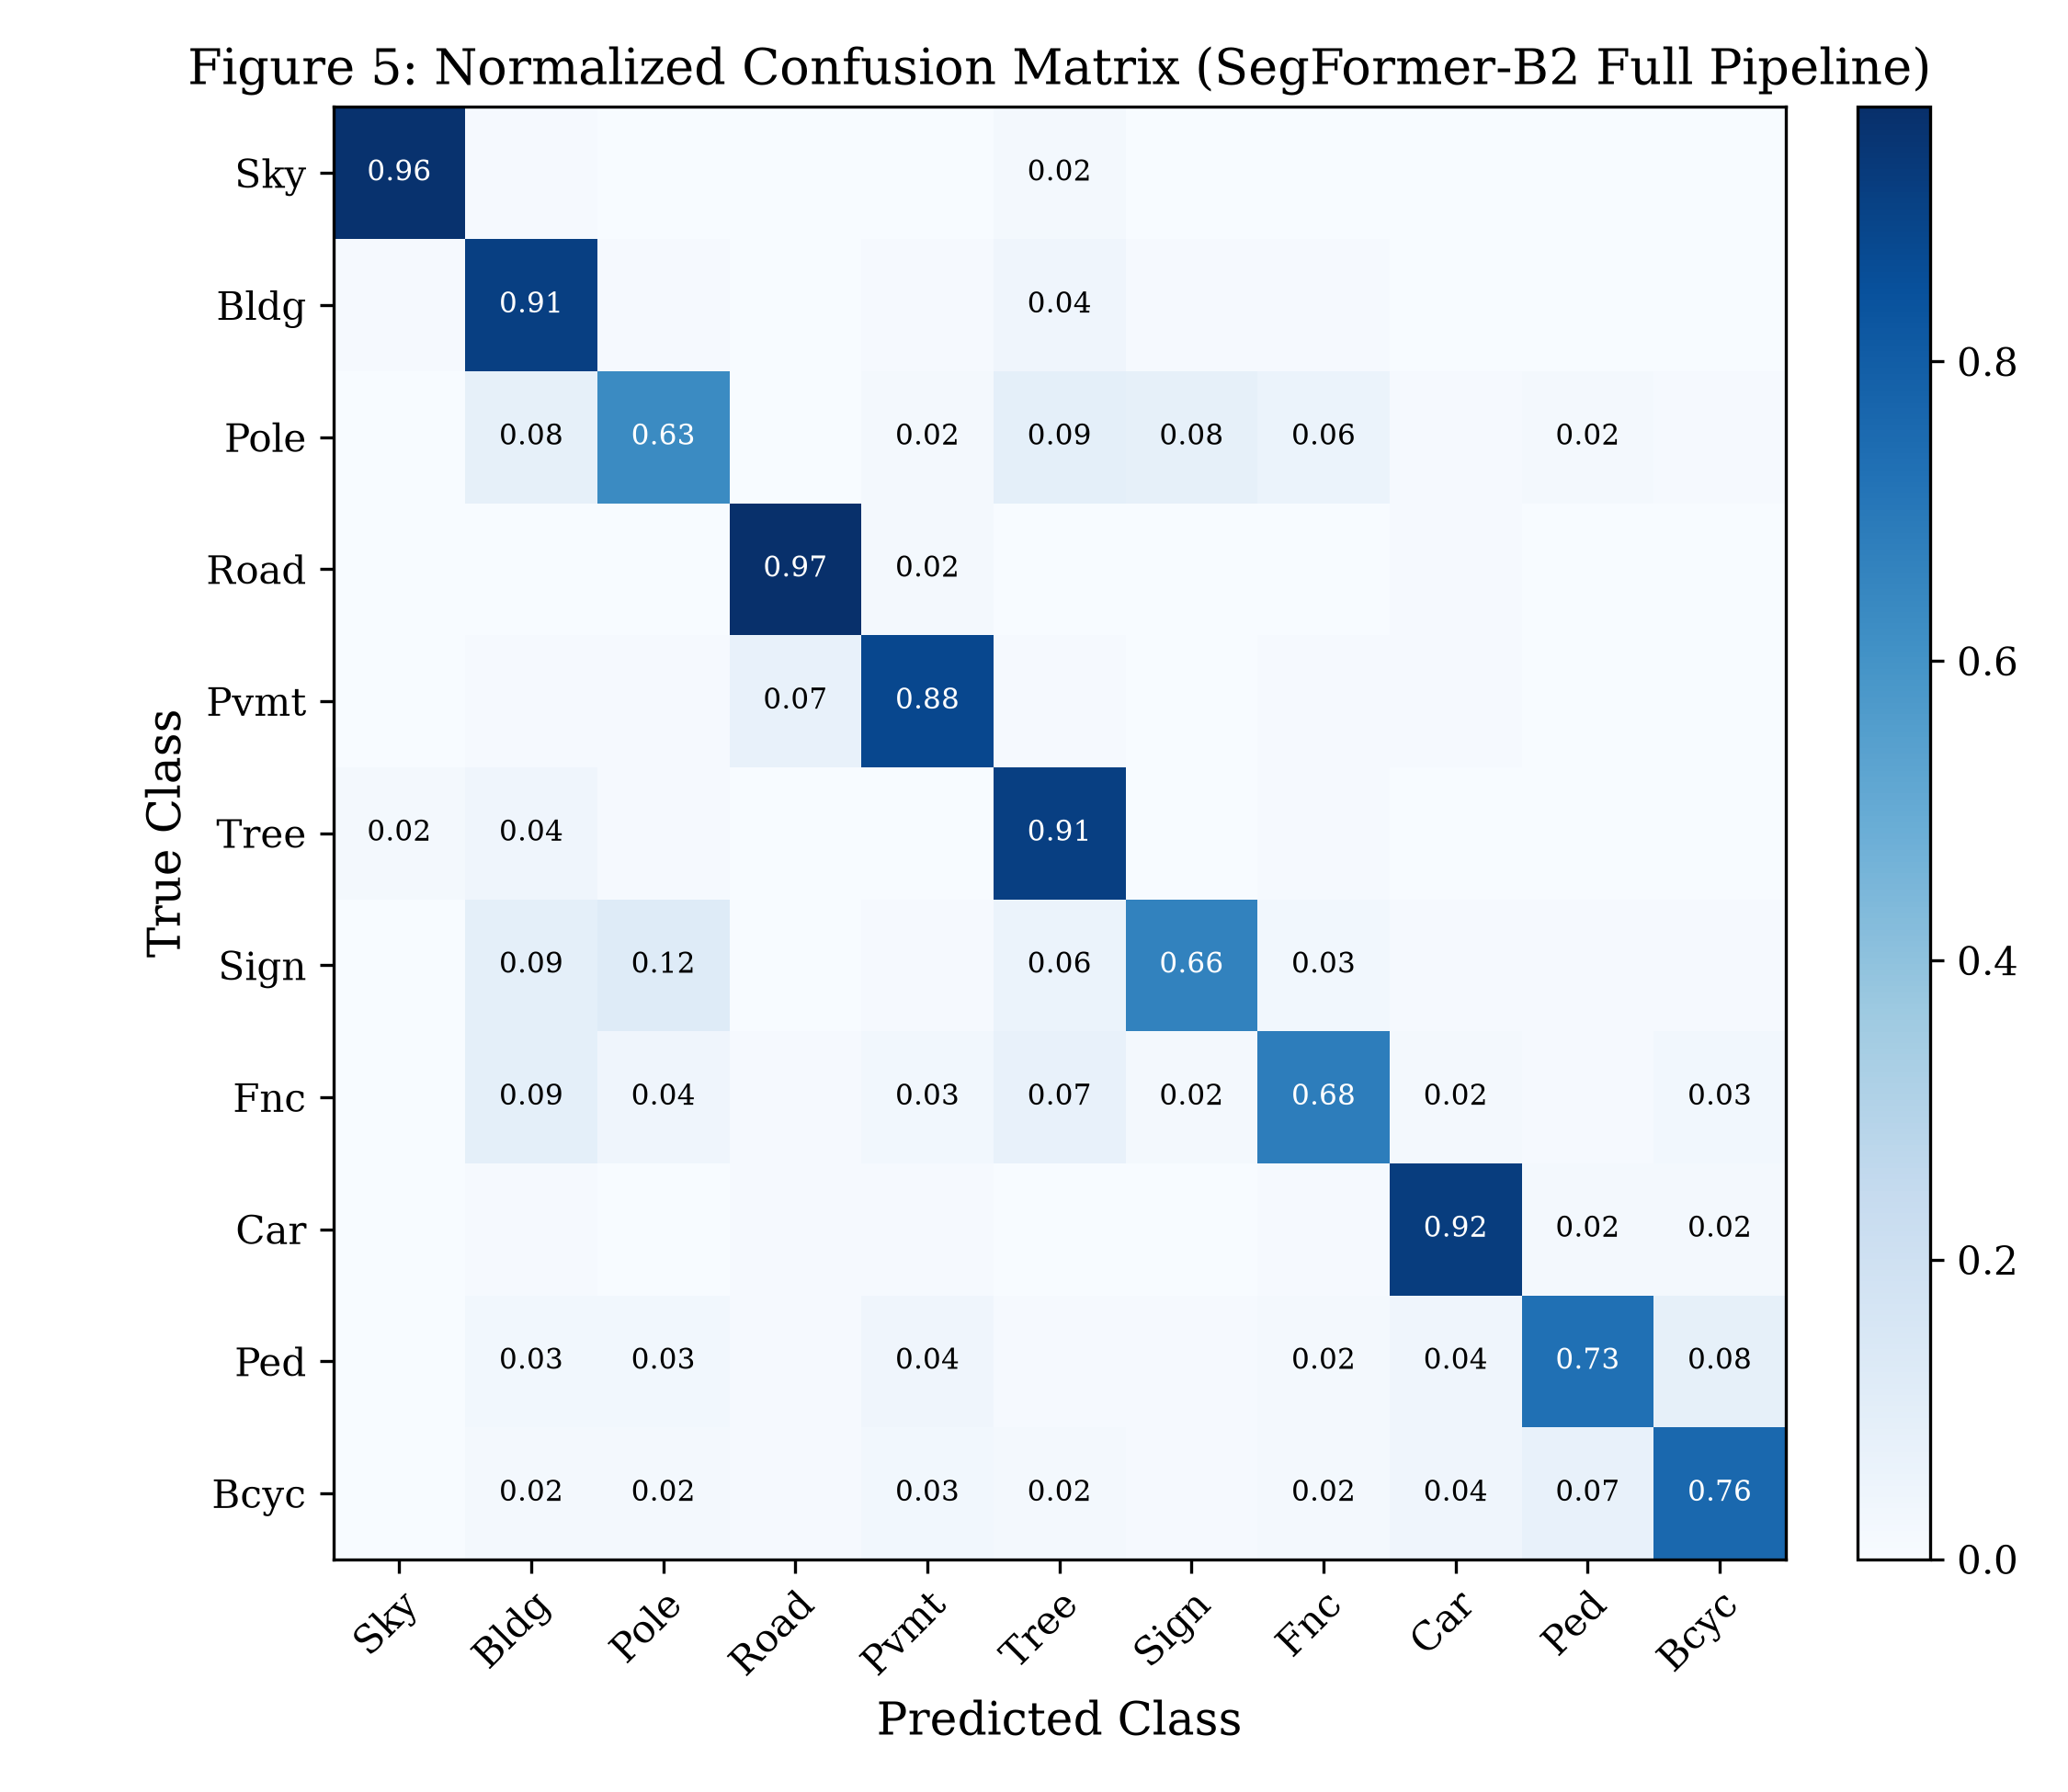 Figure 5: Normalized Confusion Matrix (SegFormer-B2 Full Pipeline)
Sky 0.96 0.02
Bldg 0.91 0.04
0.8
Pole 0.08 0.63 0.02 0.09 0.08 0.06 0.02
Road 0.97 0.02
0.6
Pvmt 0.07 0.88
True Class
Tree 0.02 0.04 0.91
Sign 0.09 0.12 0.06 0.66 0.03
0.4
Fnc 0.09 0.04 0.03 0.07 0.02 0.68 0.02 0.03
Car 0.92 0.02 0.02
0.2
Ped 0.03 0.03 0.04 0.02 0.04 0.73 0.08
Bcyc 0.02 0.02 0.03 0.02 0.02 0.04 0.07 0.76
0.0
Sky Bldg Pole Road Pvmt Tree Sign Fnc Car Ped Bcyc
Predicted Class